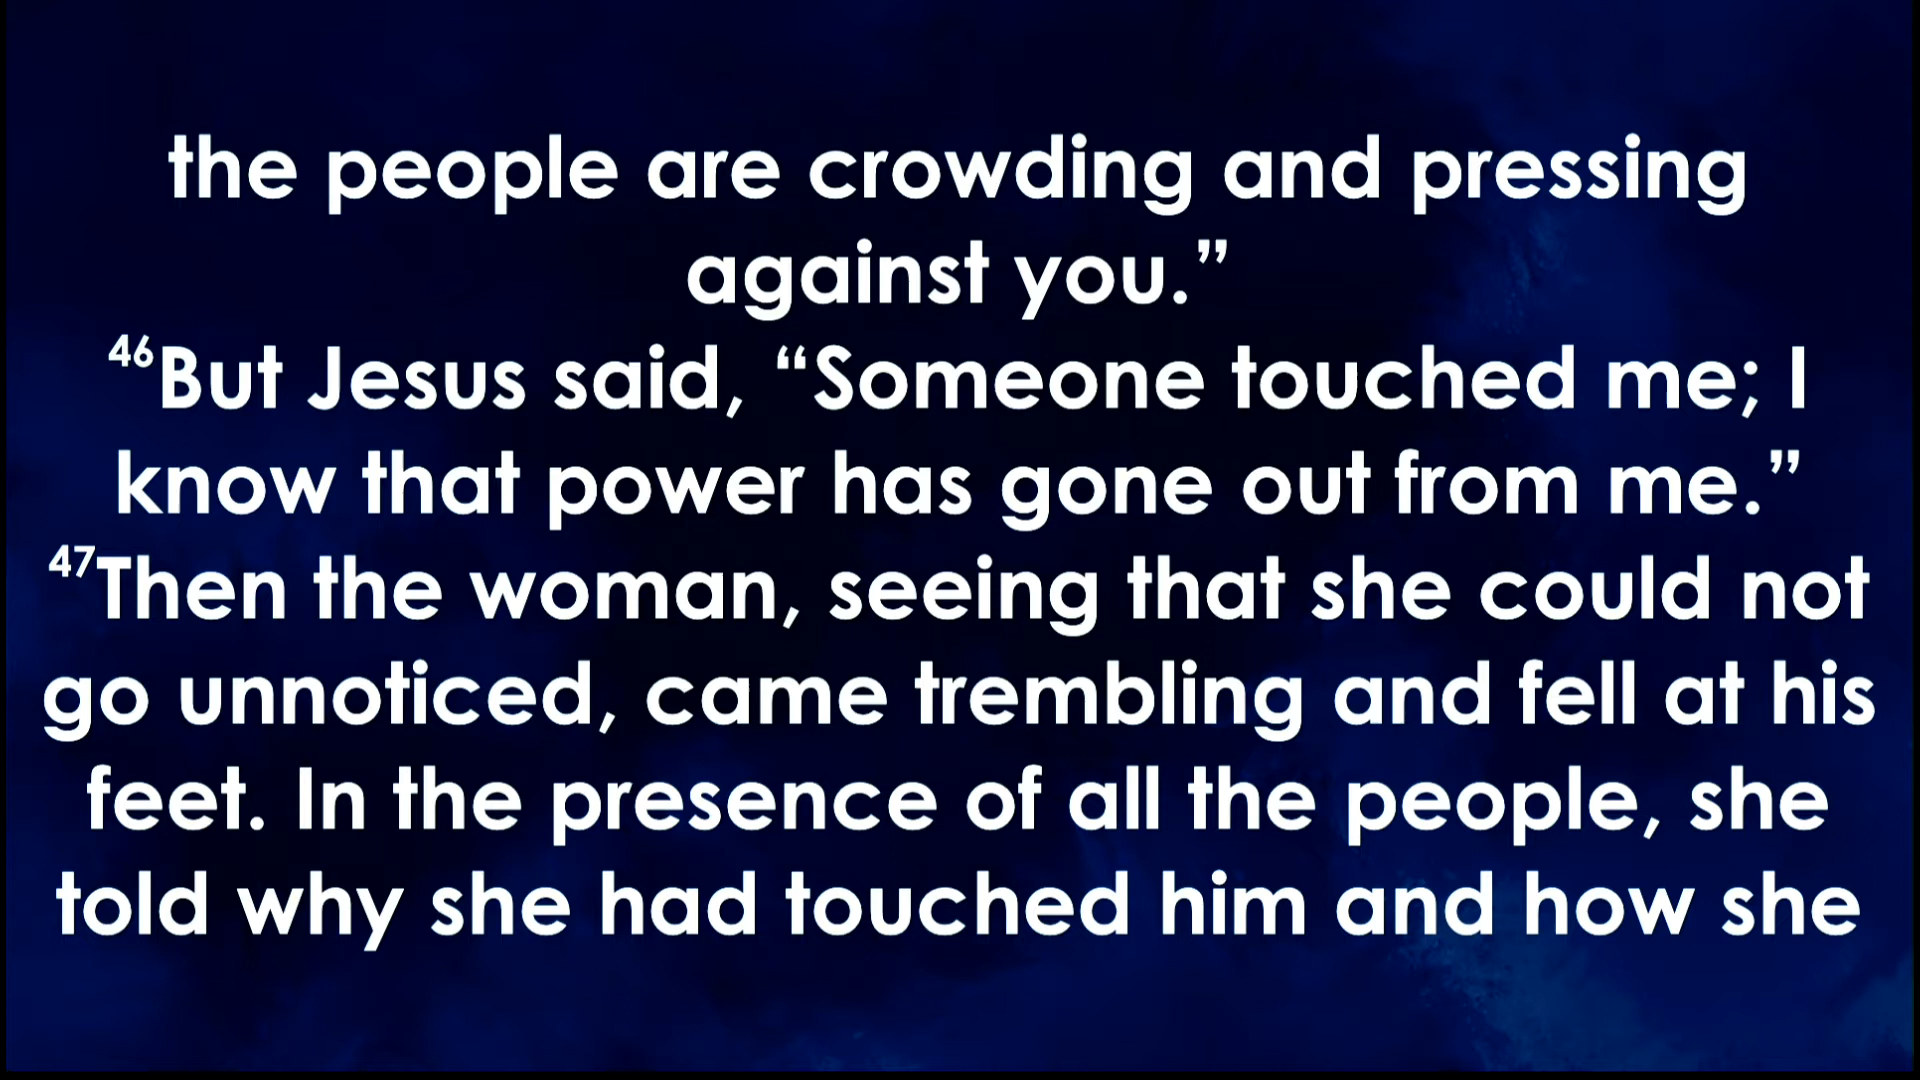 the people are crowding and pressing
against you.”
⁴⁶But Jesus said, “Someone touched me; I
know that power has gone out from me.”
⁴⁷Then the woman, seeing that she could not
go unnoticed, came trembling and fell at his
feet. In the presence of all the people, she
told why she had touched him and how she